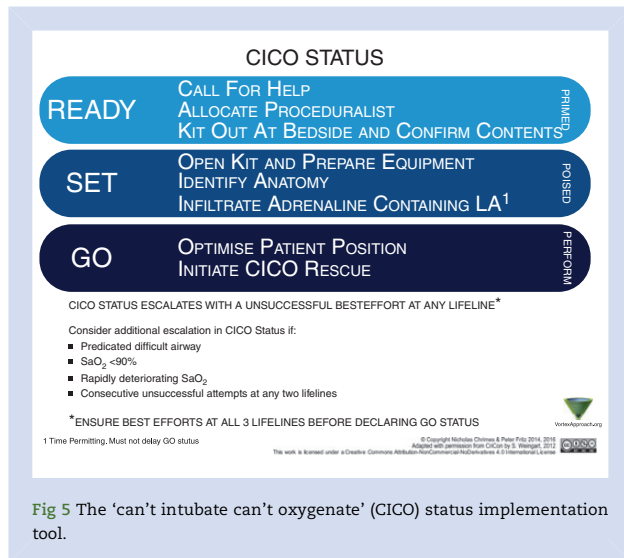 CICO STATUS
READY
CALL FOR HELP
ALLOCATE PROCEDURALIST
KIT OUT AT BEDSIDE AND CONFIRM CONTENTS
PRIMED
SET
OPEN KIT AND PREPARE EQUIPMENT
IDENTIFY ANATOMY
INFILTRATE ADRENALINE CONTAINING LA¹
POISED
GO
OPTIMISE PATIENT POSITION
INITIATE CICO RESCUE
PERFORM
CICO STATUS ESCALATES WITH A UNSUCCESSFUL BESTEFFORT AT ANY LIFELINE*
Consider additional escalation in CICO Status if:
■ Predicated difficult airway
■ SaO₂ <90%
■ Rapidly deteriorating SaO₂
■ Consecutive unsuccessful attempts at any two lifelines
*ENSURE BEST EFFORTS AT ALL 3 LIFELINES BEFORE DECLARING GO STATUS
VortexApproach.org
1 Time Permitting, Must not delay GO status
© Copyright Nicholas Chrimes & Peter Fritz 2014, 2016
Adapted with permission from CriCon by S. Weingart, 2012
This work is licensed under a Creative Commons Attribution-NonCommercial-NoDerivatives 4.0 International License
Fig 5 The ‘can’t intubate can’t oxygenate’ (CICO) status implementation
tool.